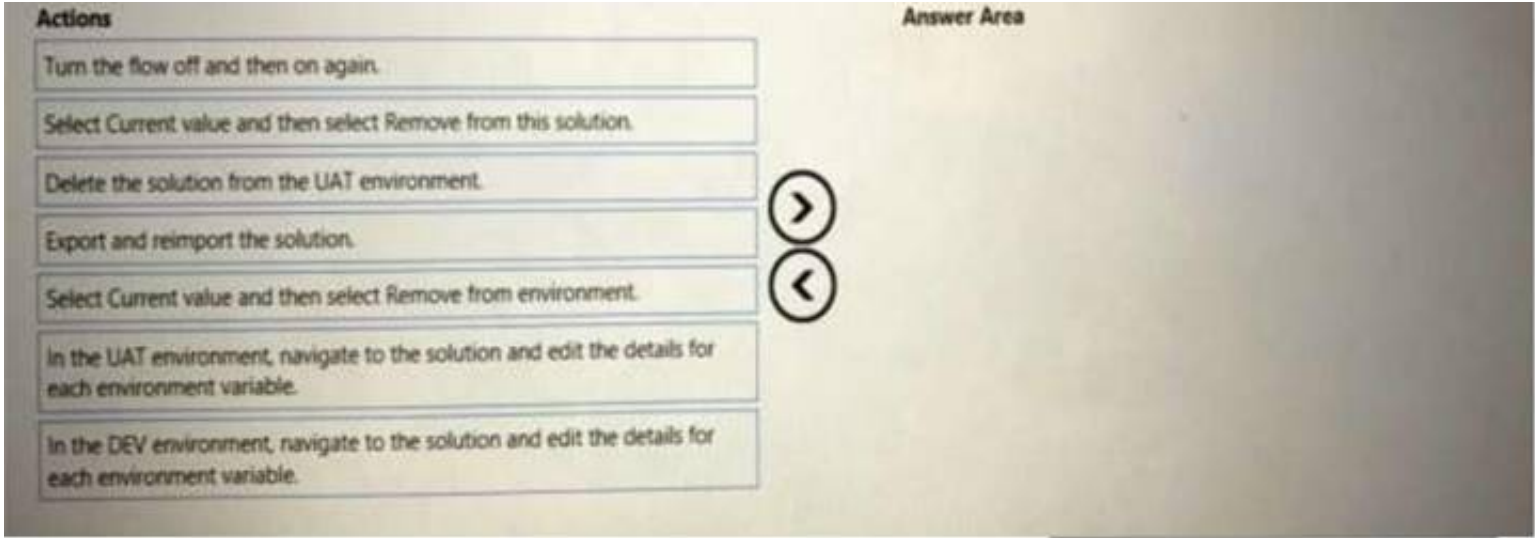 Actions
Answer Area
Turn the flow off and then on again.
Select Current value and then select Remove from this solution.
Delete the solution from the UAT environment.
Export and reimport the solution.
Select Current value and then select Remove from environment.
In the UAT environment, navigate to the solution and edit the details for
each environment variable.
In the DEV environment, navigate to the solution and edit the details for
each environment variable.